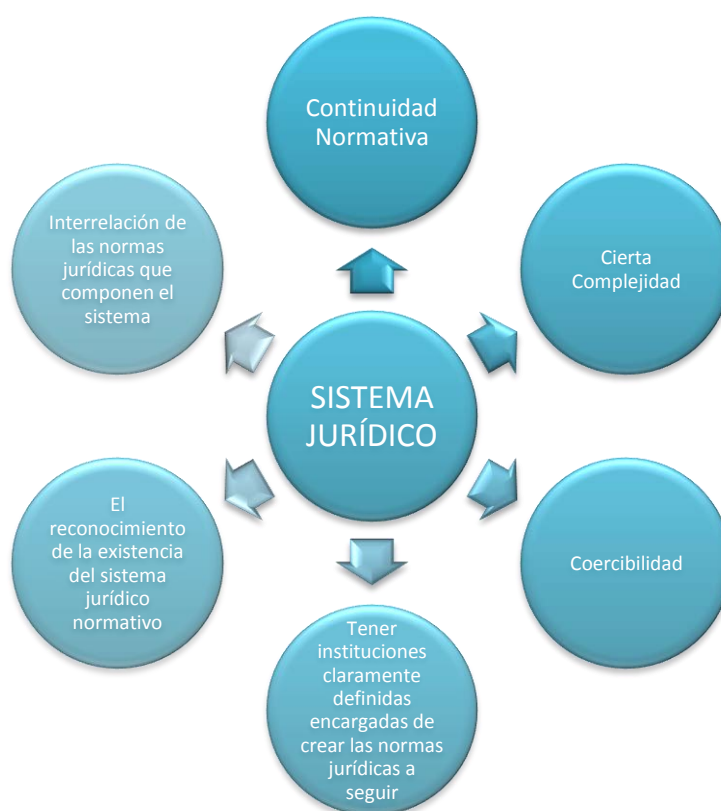 Continuidad
Normativa
Interrelación de
las normas
jurídicas que
componen el
sistema
Cierta
Complejidad
SISTEMA
JURÍDICO
El
reconocimiento
de la existencia
del sistema
jurídico
normativo
Coercibilidad
Tener
instituciones
claramente
definidas
encargadas de
crear las normas
jurídicas a
seguir